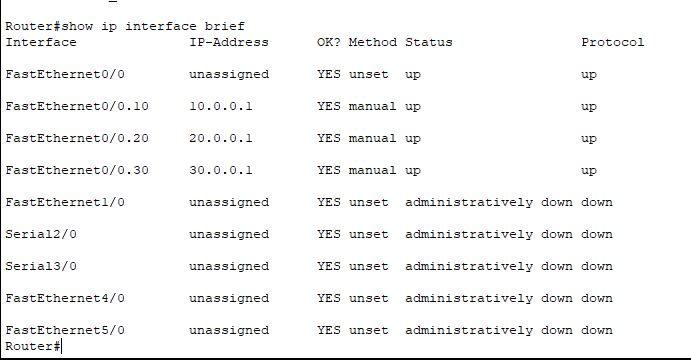 Router#show ip interface brief
Interface IP-Address OK? Method Status Protocol
FastEthernet0/0 unassigned YES unset up up
FastEthernet0/0.10 10.0.0.1 YES manual up up
FastEthernet0/0.20 20.0.0.1 YES manual up up
FastEthernet0/0.30 30.0.0.1 YES manual up up
FastEthernet1/0 unassigned YES unset administratively down down
Serial2/0 unassigned YES unset administratively down down
Serial3/0 unassigned YES unset administratively down down
FastEthernet4/0 unassigned YES unset administratively down down
FastEthernet5/0 unassigned YES unset administratively down down
Router#